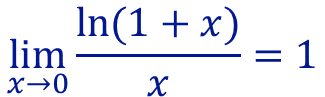 lim x→0 ln(1 + x) / x = 1